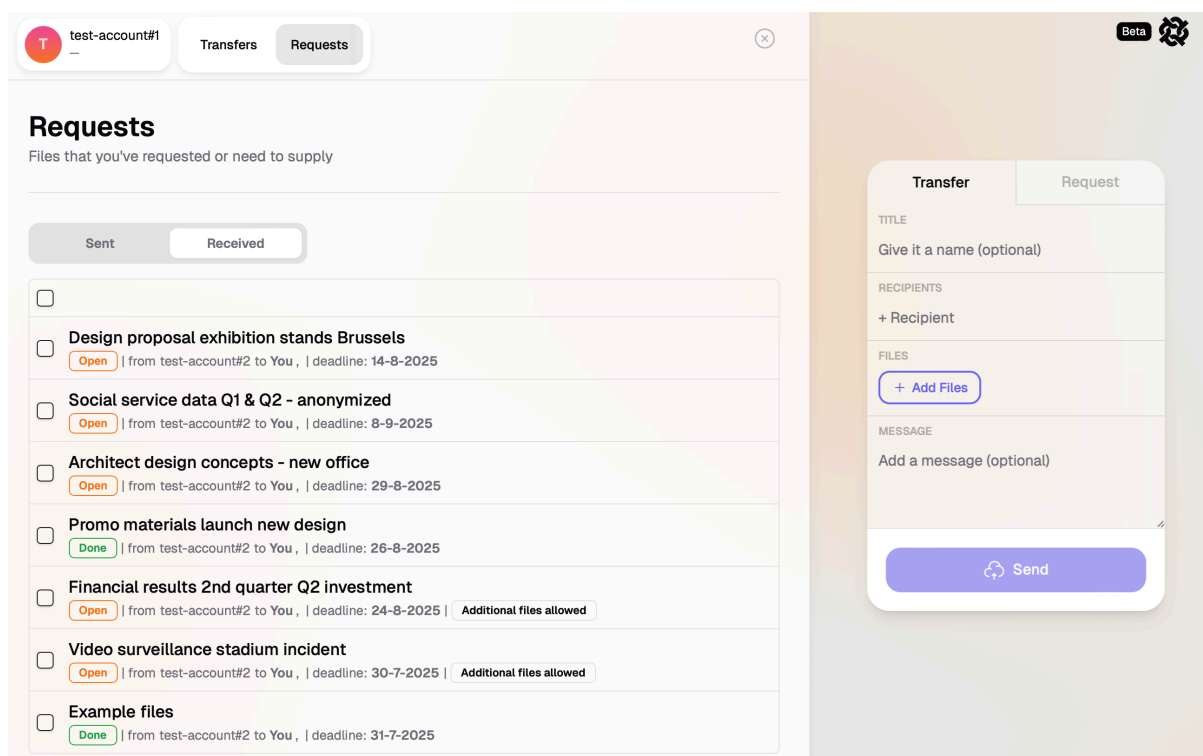 T
test-account#1
—
Transfers
Requests
Beta
Requests
Files that you've requested or need to supply
Sent
Received
Design proposal exhibition stands Brussels
Open | from test-account#2 to You , | deadline: 14-8-2025
Social service data Q1 & Q2 - anonymized
Open | from test-account#2 to You , | deadline: 8-9-2025
Architect design concepts - new office
Open | from test-account#2 to You , | deadline: 29-8-2025
Promo materials launch new design
Done | from test-account#2 to You , | deadline: 26-8-2025
Financial results 2nd quarter Q2 investment
Open | from test-account#2 to You , | deadline: 24-8-2025 | Additional files allowed
Video surveillance stadium incident
Open | from test-account#2 to You , | deadline: 30-7-2025 | Additional files allowed
Example files
Done | from test-account#2 to You , | deadline: 31-7-2025
Transfer
Request
TITLE
Give it a name (optional)
RECIPIENTS
+ Recipient
FILES
+ Add Files
MESSAGE
Add a message (optional)
Send